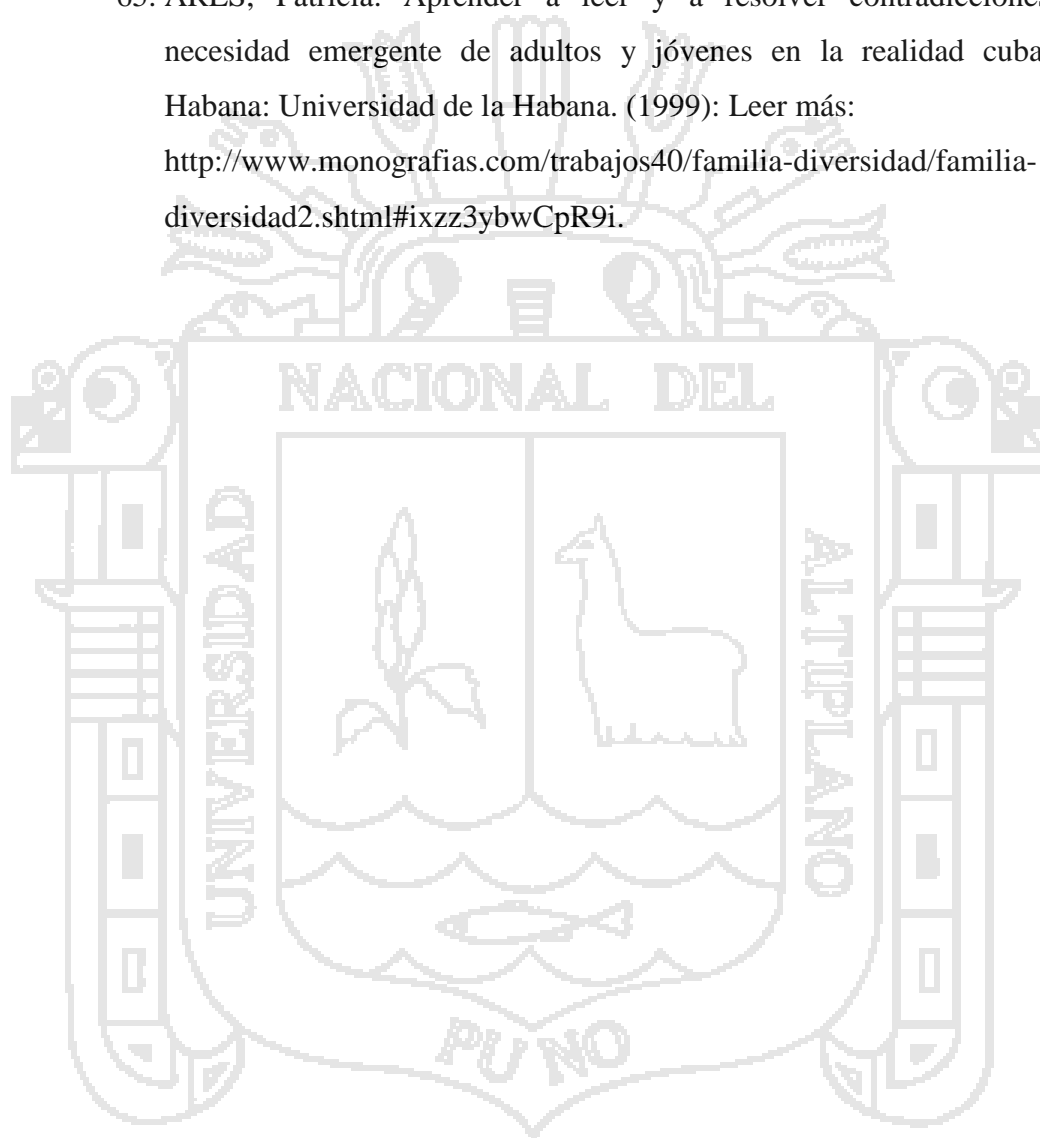 ARES, Patricia. Aprender a leer y a resolver contradicciones
necesidad emergente de adultos y jóvenes en la realidad cuba
Habana: Universidad de la Habana. (1999): Leer más:
http://www.monografias.com/trabajos40/familia-diversidad/familia-
diversidad2.shtml#ixzz3ybwCpR9i.
NACIONAL DEL
UNIVERSIDAD
ALTIPLANO
PUNO